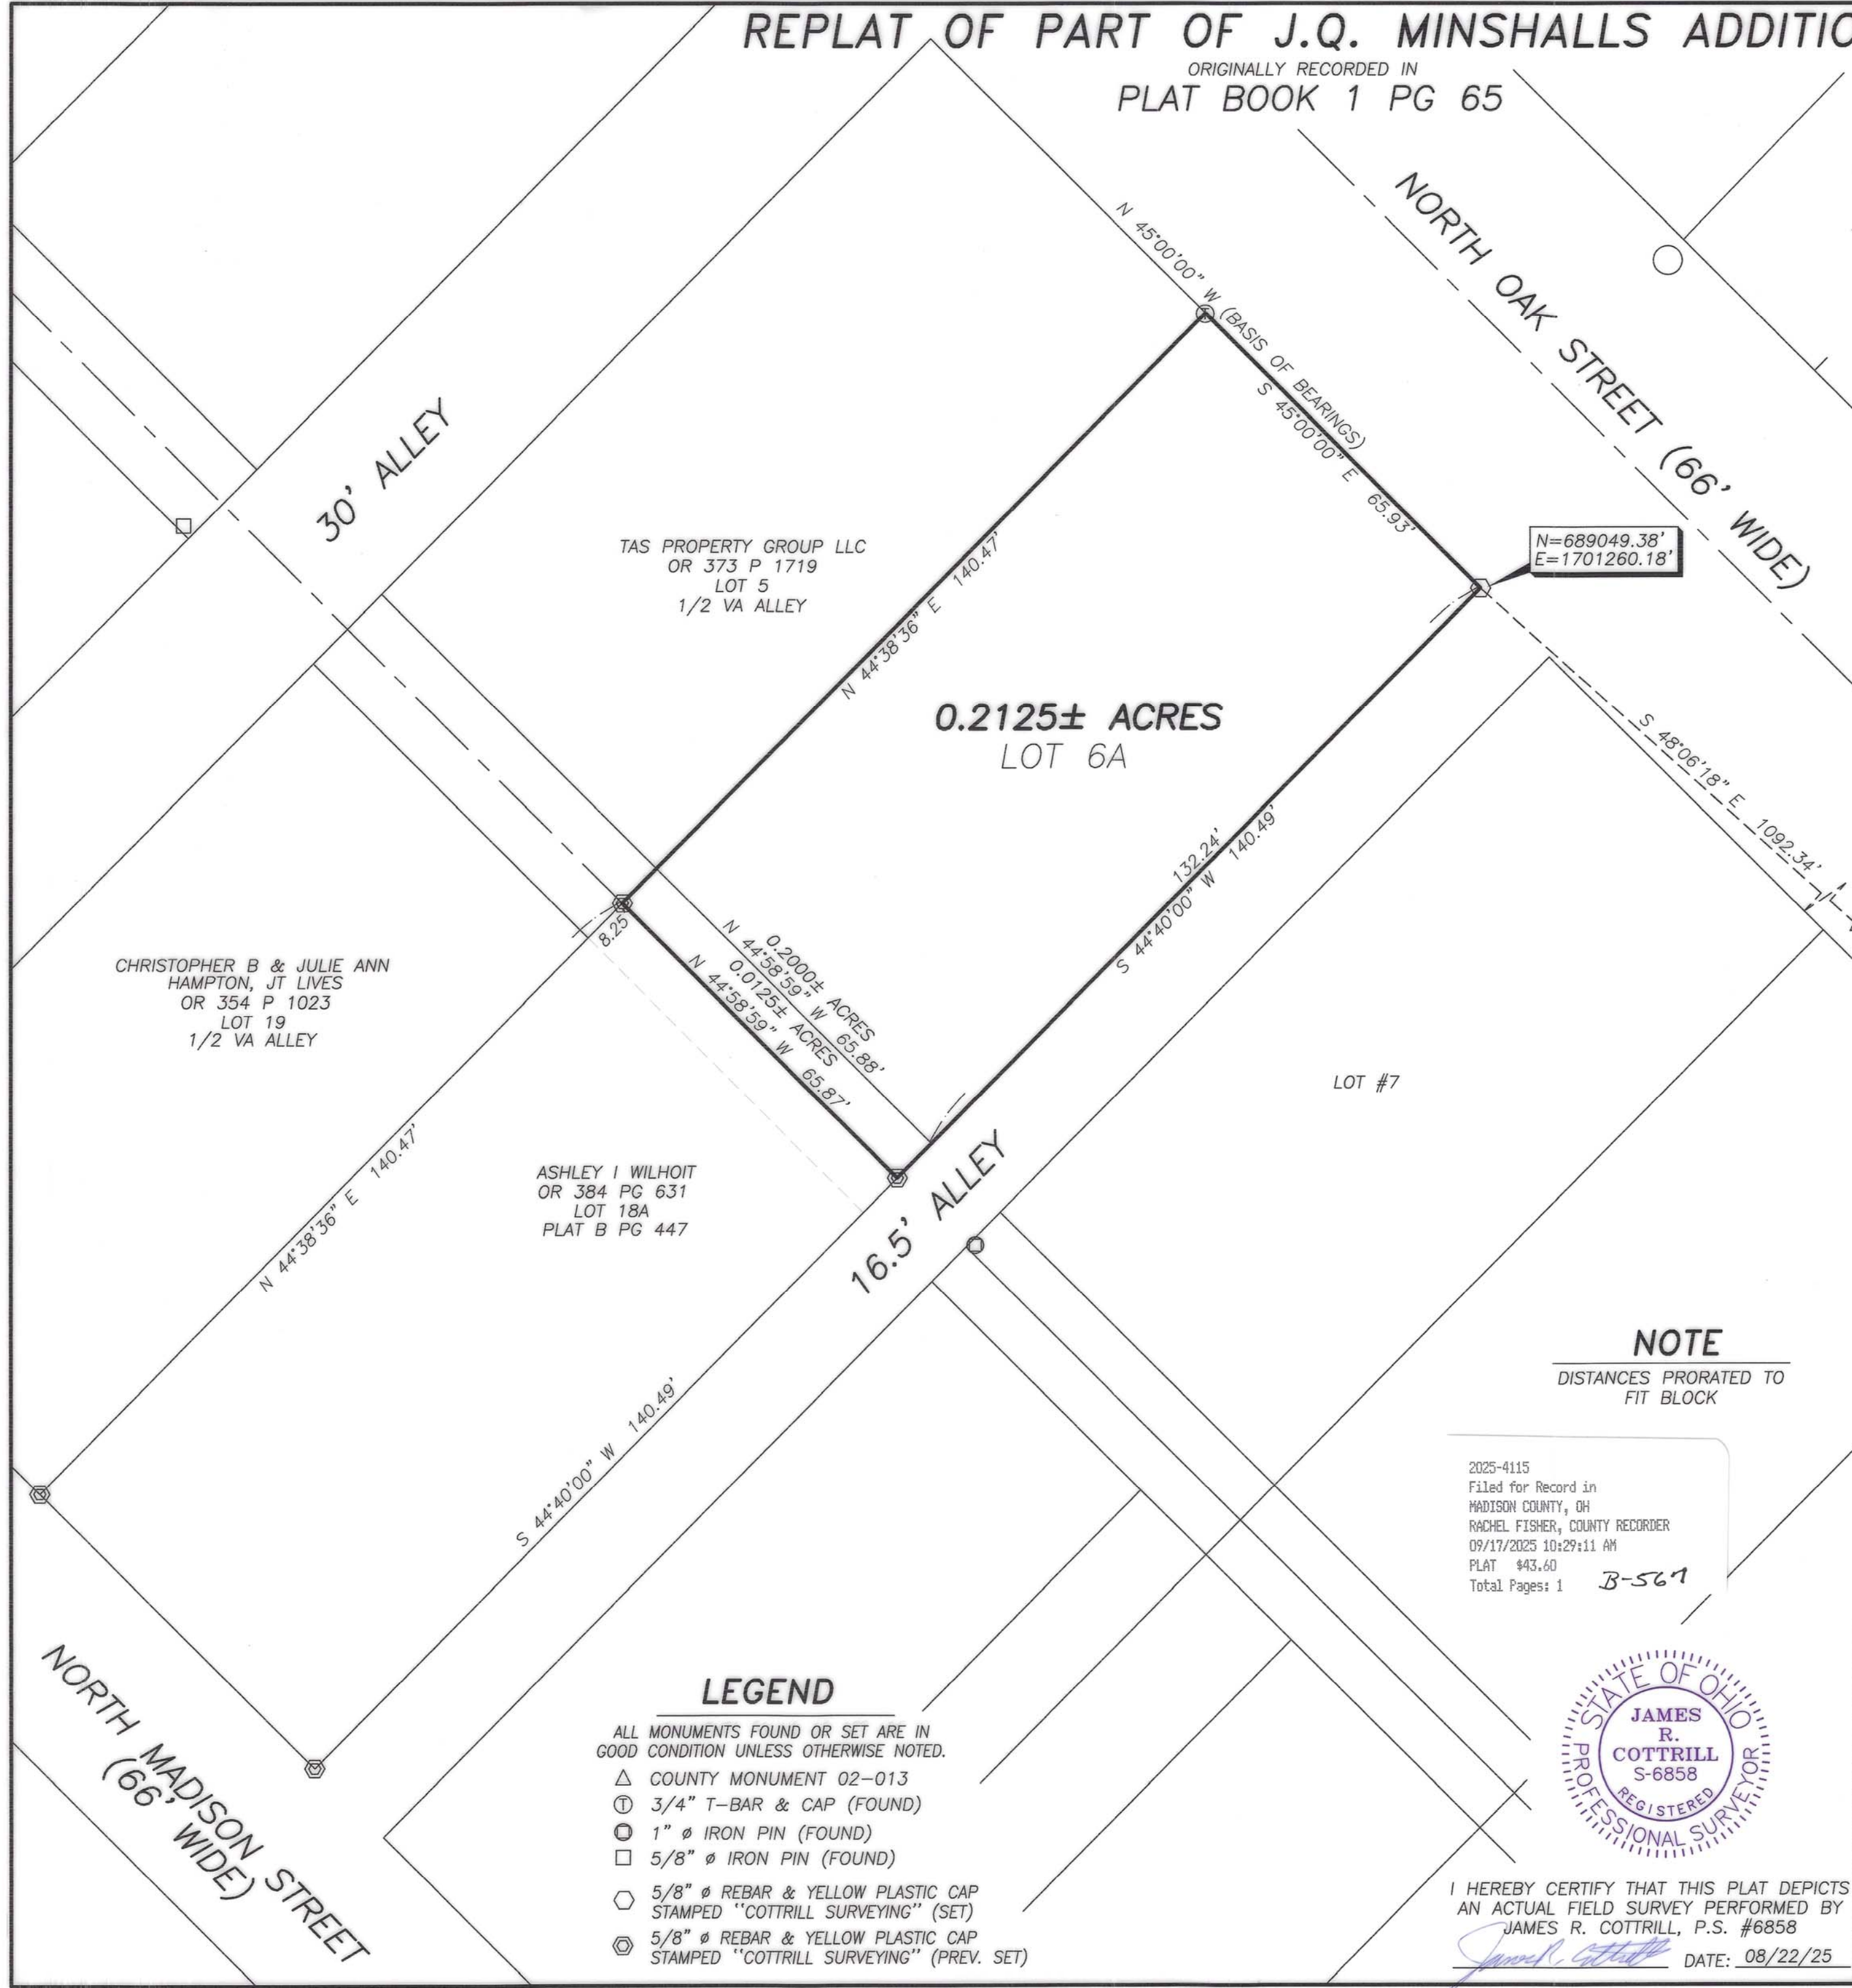 REPLAT OF PART OF J.Q. MINSHALLS ADDITIO
ORIGINALLY RECORDED IN
PLAT BOOK 1 PG 65
N 45°00'00" W (BASIS OF BEARINGS)
S 45°00'00" E 65.93'
NORTH OAK STREET (66' WIDE)
N=689049.38'
E=1701260.18'
30' ALLEY
TAS PROPERTY GROUP LLC
OR 373 P 1719
LOT 5
1/2 VA ALLEY
N 44°38'36" E 140.47'
0.2125± ACRES
LOT 6A
S 48°06'18" E 1092.34'
132.24'
S 44°40'00" W 140.49'
8.25'
0.2000± ACRES
N 44°58'59" W 65.88'
0.0125± ACRES
N 44°58'59" W 65.87'
CHRISTOPHER B & JULIE ANN
HAMPTON, JT LIVES
OR 354 P 1023
LOT 19
1/2 VA ALLEY
LOT #7
N 44°38'36" E 140.47'
ASHLEY I WILHOIT
OR 384 PG 631
LOT 18A
PLAT B PG 447
16.5' ALLEY
S 44°40'00" W 140.49'
NOTE
DISTANCES PRORATED TO
FIT BLOCK
2025-4115
Filed for Record in
MADISON COUNTY, OH
RACHEL FISHER, COUNTY RECORDER
09/17/2025 10:29:11 AM
PLAT $43.60
Total Pages: 1 B-567
NORTH MADISON STREET
(66' WIDE)
LEGEND
ALL MONUMENTS FOUND OR SET ARE IN
GOOD CONDITION UNLESS OTHERWISE NOTED.
COUNTY MONUMENT 02-013
T 3/4" T-BAR & CAP (FOUND)
1" ø IRON PIN (FOUND)
5/8" ø IRON PIN (FOUND)
5/8" ø REBAR & YELLOW PLASTIC CAP
STAMPED "COTTRILL SURVEYING" (SET)
5/8" ø REBAR & YELLOW PLASTIC CAP
STAMPED "COTTRILL SURVEYING" (PREV. SET)
STATE OF OHIO
JAMES
R.
COTTRILL
S-6858
REGISTERED
PROFESSIONAL SURVEYOR
I HEREBY CERTIFY THAT THIS PLAT DEPICTS
AN ACTUAL FIELD SURVEY PERFORMED BY
JAMES R. COTTRILL, P.S. #6858
James R. Cottrill DATE: 08/22/25